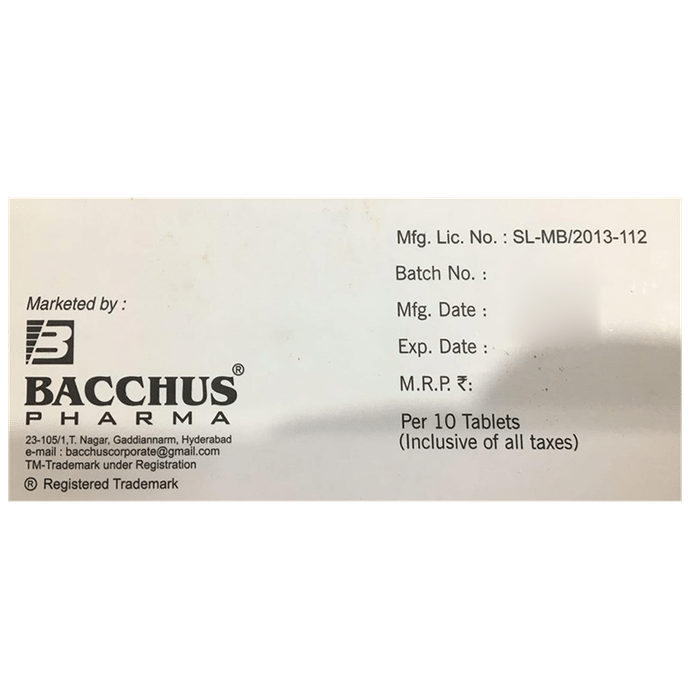 Marketed by :
BACCHUS®
PHARMA
23-105/1,T. Nagar, Gaddiannarm, Hyderabad
e-mail : bacchuscorporate@gmail.com
TM-Trademark under Registration
® Registered Trademark
Mfg. Lic. No. : SL-MB/2013-112
Batch No. :
Mfg. Date :
Exp. Date :
M.R.P. ₹:
Per 10 Tablets
(Inclusive of all taxes)